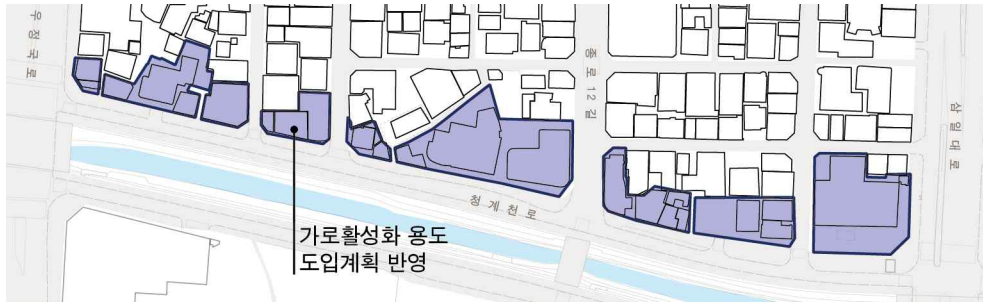 우정국로
종로12길
삼일대로
청계천로
가로활성화 용도
도입계획 반영